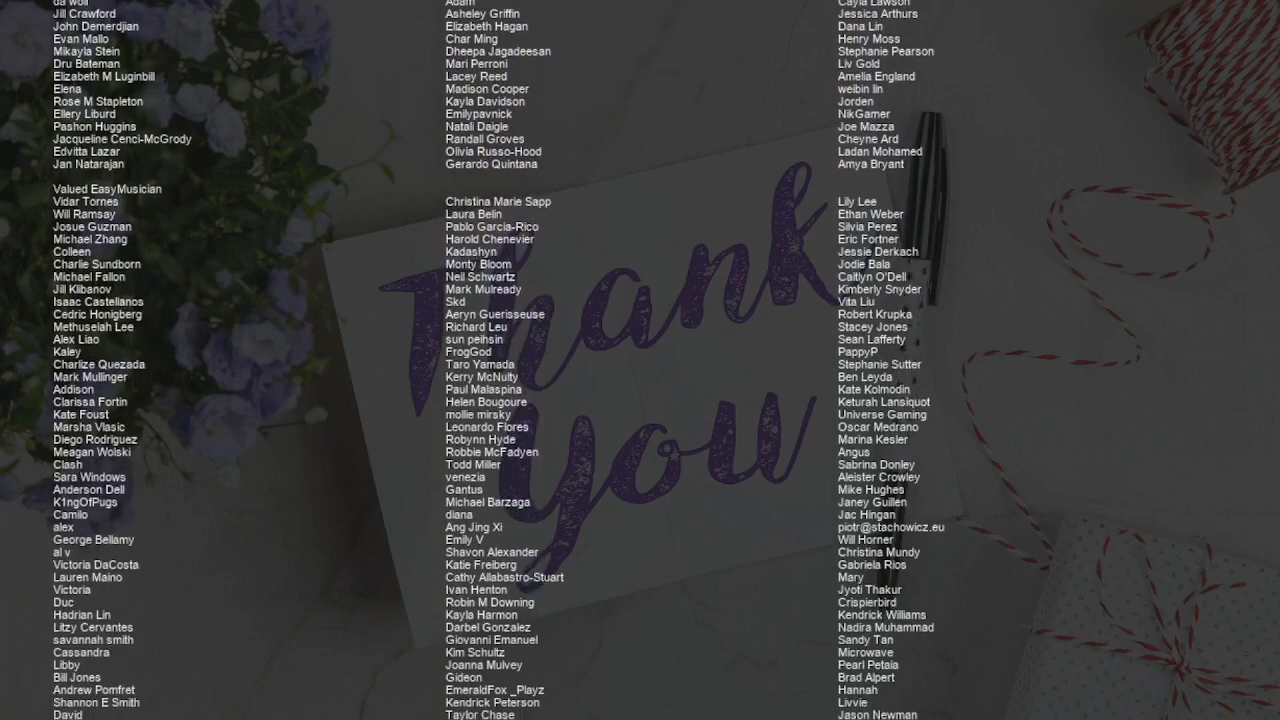 da woll
Jill Crawford
John Demerdjian
Evan Mallo
Mikayla Stein
Dru Bateman
Elizabeth M Luginbill
Elena
Rose M Stapleton
Ellery Liburd
Pashon Huggins
Jacqueline Cenci-McGrody
Edvitta Lazar
Jan Natarajan
Valued EasyMusician
Vidar Tornes
Will Ramsay
Josue Guzman
Michael Zhang
Colleen
Charlie Sundborn
Michael Fallon
Jill Klibanov
Isaac Castellanos
Cedric Honigberg
Methuselah Lee
Alex Liao
Kaley
Charlize Quezada
Mark Mullinger
Addison
Clarissa Fortin
Kate Foust
Marsha Vlasic
Diego Rodriguez
Meagan Wolski
Clash
Sara Windows
Anderson Dell
K1ngOfPugs
Camilo
alex
George Bellamy
al v
Victoria DaCosta
Lauren Maino
Victoria
Duc
Hadrian Lin
Litzy Cervantes
savannah smith
Cassandra
Libby
Bill Jones
Andrew Pomfret
Shannon E Smith
David
Adam
Asheley Griffin
Elizabeth Hagan
Char Ming
Dheepa Jagadeesan
Mari Perroni
Lacey Reed
Madison Cooper
Kayla Davidson
Emilypavnick
Natali Daigle
Randall Groves
Olivia Russo-Hood
Gerardo Quintana
Christina Marie Sapp
Laura Belin
Pablo Garcia-Rico
Harold Chenevier
Kadashyn
Monty Bloom
Neil Schwartz
Mark Mulready
Skd
Aeryn Guerisseuse
Richard Leu
sun peihsin
FrogGod
Taro Yamada
Kerry McNulty
Paul Malaspina
Helen Bougoure
mollie mirsky
Leonardo Flores
Robynn Hyde
Robbie McFadyen
Todd Miller
venezia
Gantus
Michael Barzaga
diana
Ang Jing Xi
Emily V
Shavon Alexander
Katie Freiberg
Cathy Allabastro-Stuart
Ivan Henton
Robin M Downing
Kayla Harmon
Darbel Gonzalez
Giovanni Emanuel
Kim Schultz
Joanna Mulvey
Gideon
EmeraldFox _Playz
Kendrick Peterson
Taylor Chase
Cayla Lawson
Jessica Arthurs
Dana Lin
Henry Moss
Stephanie Pearson
Liv Gold
Amelia England
weibin lin
Jorden
NikGamer
Joe Mazza
Cheyne Ard
Ladan Mohamed
Amya Bryant
Lily Lee
Ethan Weber
Silvia Perez
Eric Fortner
Jessie Derkach
Jodie Bala
Caitlyn O'Dell
Kimberly Snyder
Vita Liu
Robert Krupka
Stacey Jones
Sean Lafferty
PappyP
Stephanie Sutter
Ben Leyda
Kate Kolmodin
Keturah Lansiquot
Universe Gaming
Oscar Medrano
Marina Kesler
Angus
Sabrina Donley
Aleister Crowley
Mike Hughes
Janey Guillen
Jac Hingan
piotr@stachowicz.eu
Will Horner
Christina Mundy
Gabriela Rios
Mary
Jyoti Thakur
Crispierbird
Kendrick Williams
Nadira Muhammad
Sandy Tan
Microwave
Pearl Petaia
Brad Alpert
Hannah
Livvie
Jason Newman
Thank
you